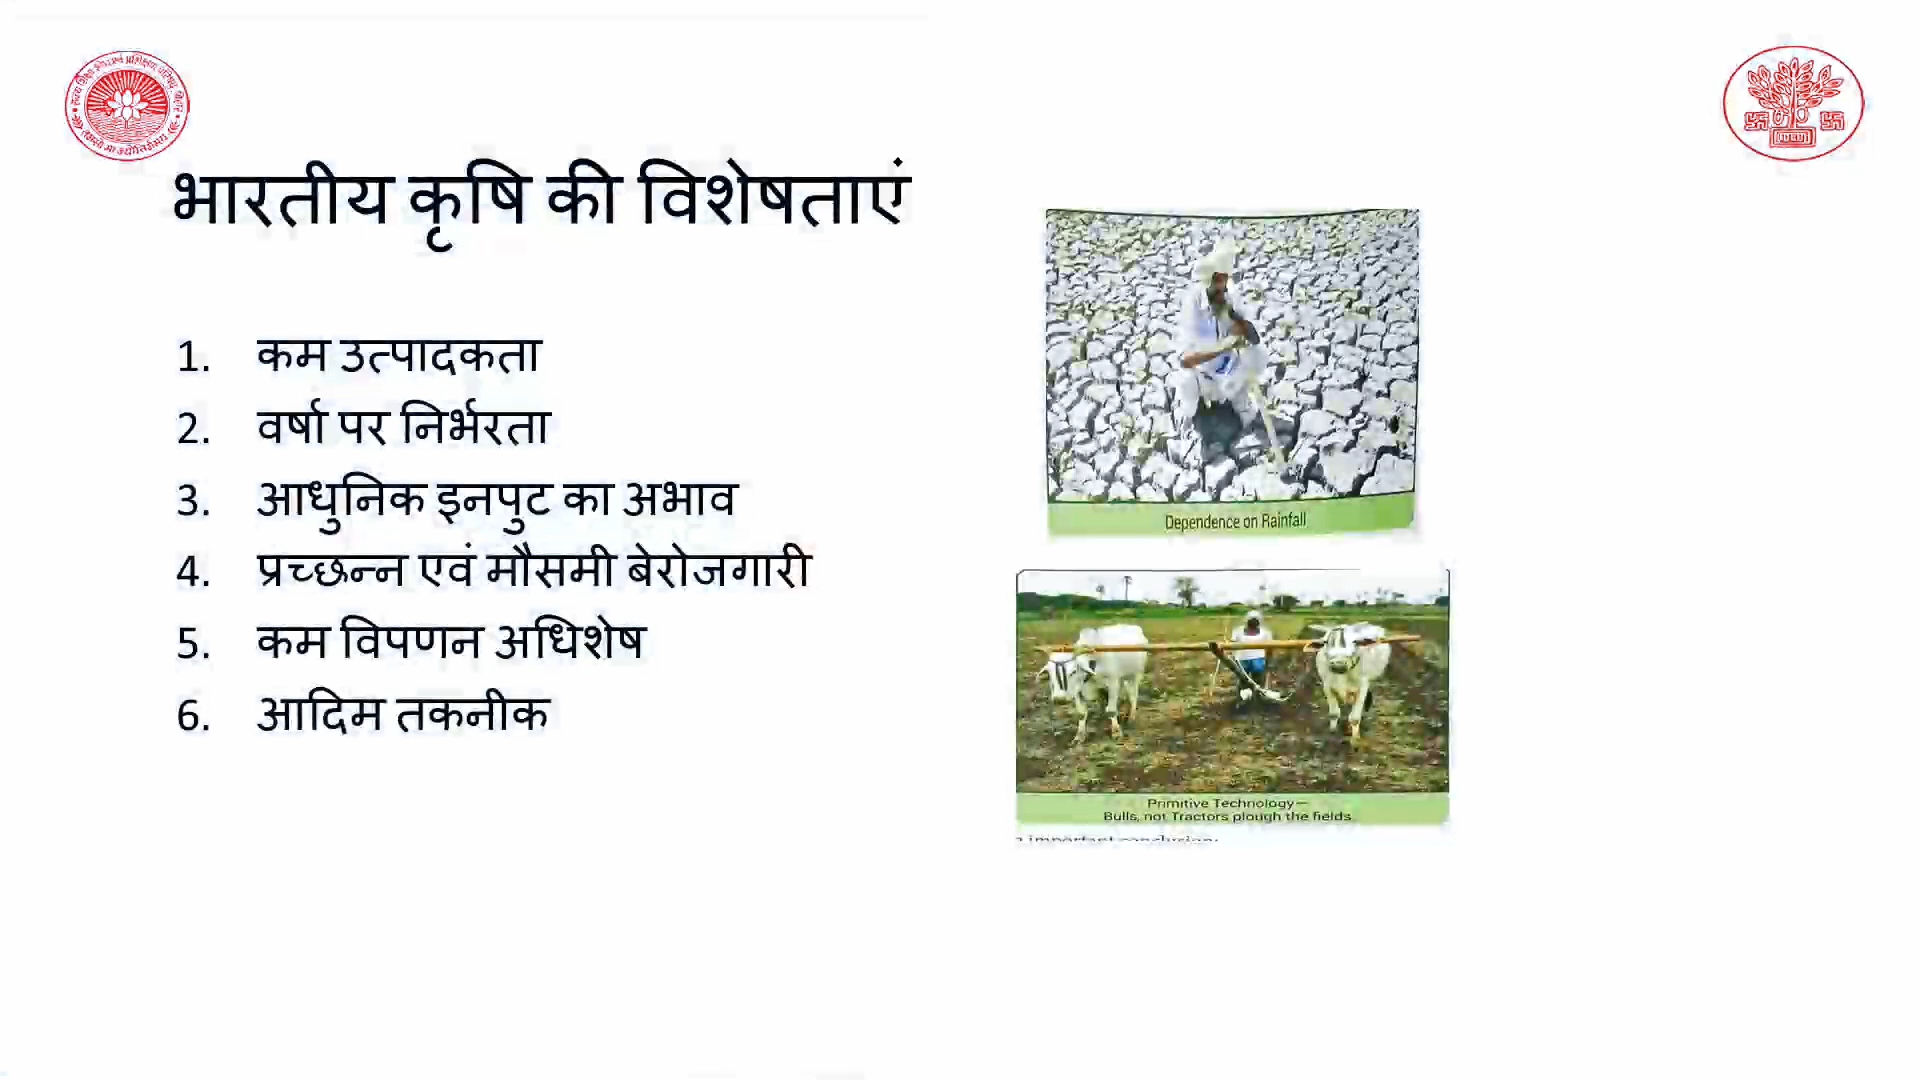 भारतीय कृषि की विशेषताएं
1. कम उत्पादकता
2. वर्षा पर निर्भरता
3. आधुनिक इनपुट का अभाव
4. प्रच्छन्न एवं मौसमी बेरोजगारी
5. कम विपणन अधिशेष
6. आदिम तकनीक
Dependence on Rainfall
Primitive Technology—
Bulls, not Tractors plough the fields.